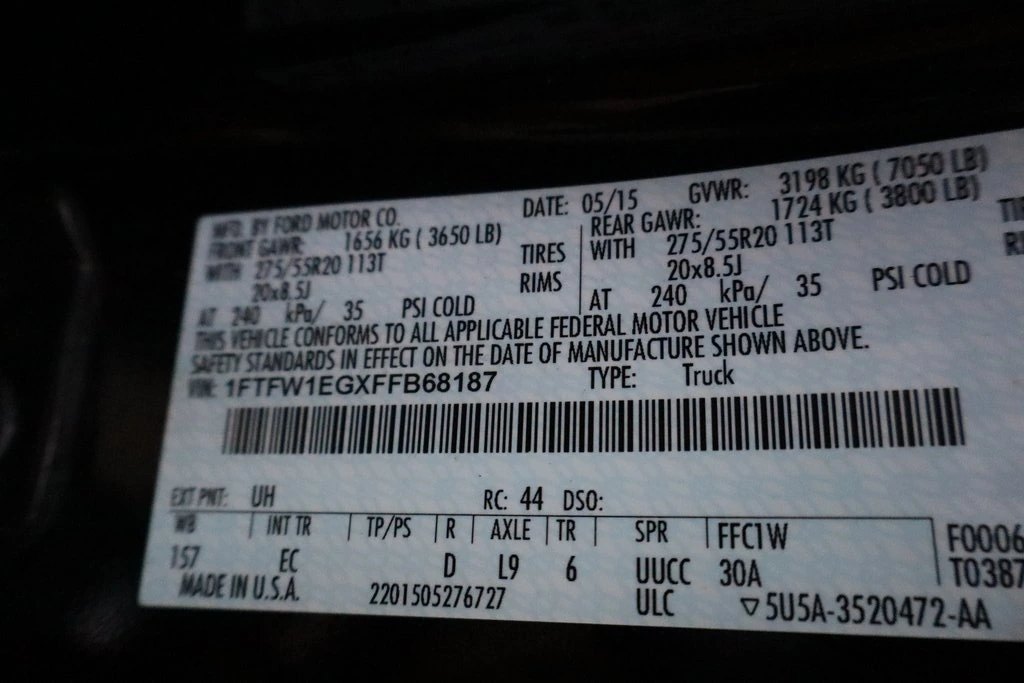 MFD. BY FORD MOTOR CO. DATE: 05/15 GVWR: 3198 KG ( 7050 LB)
FRONT GAWR: 1656 KG ( 3650 LB) REAR GAWR: 1724 KG ( 3800 LB)
WITH 275/55R20 113T TIRES WITH 275/55R20 113T TI
20x8.5J RIMS 20x8.5J RI
AT 240 kPa/ 35 PSI COLD AT 240 kPa/ 35 PSI COLD
THIS VEHICLE CONFORMS TO ALL APPLICABLE FEDERAL MOTOR VEHICLE
SAFETY STANDARDS IN EFFECT ON THE DATE OF MANUFACTURE SHOWN ABOVE.
VIN: 1FTFW1EGXFFB68187 TYPE: Truck
EXT PNT: UH RC: 44 DSO:
WB INT TR TP/PS R AXLE TR SPR FFC1W F0006
157 EC D L9 6 UUCC 30A T0387
MADE IN U.S.A. 2201505276727 ULC ▽5U5A-3520472-AA